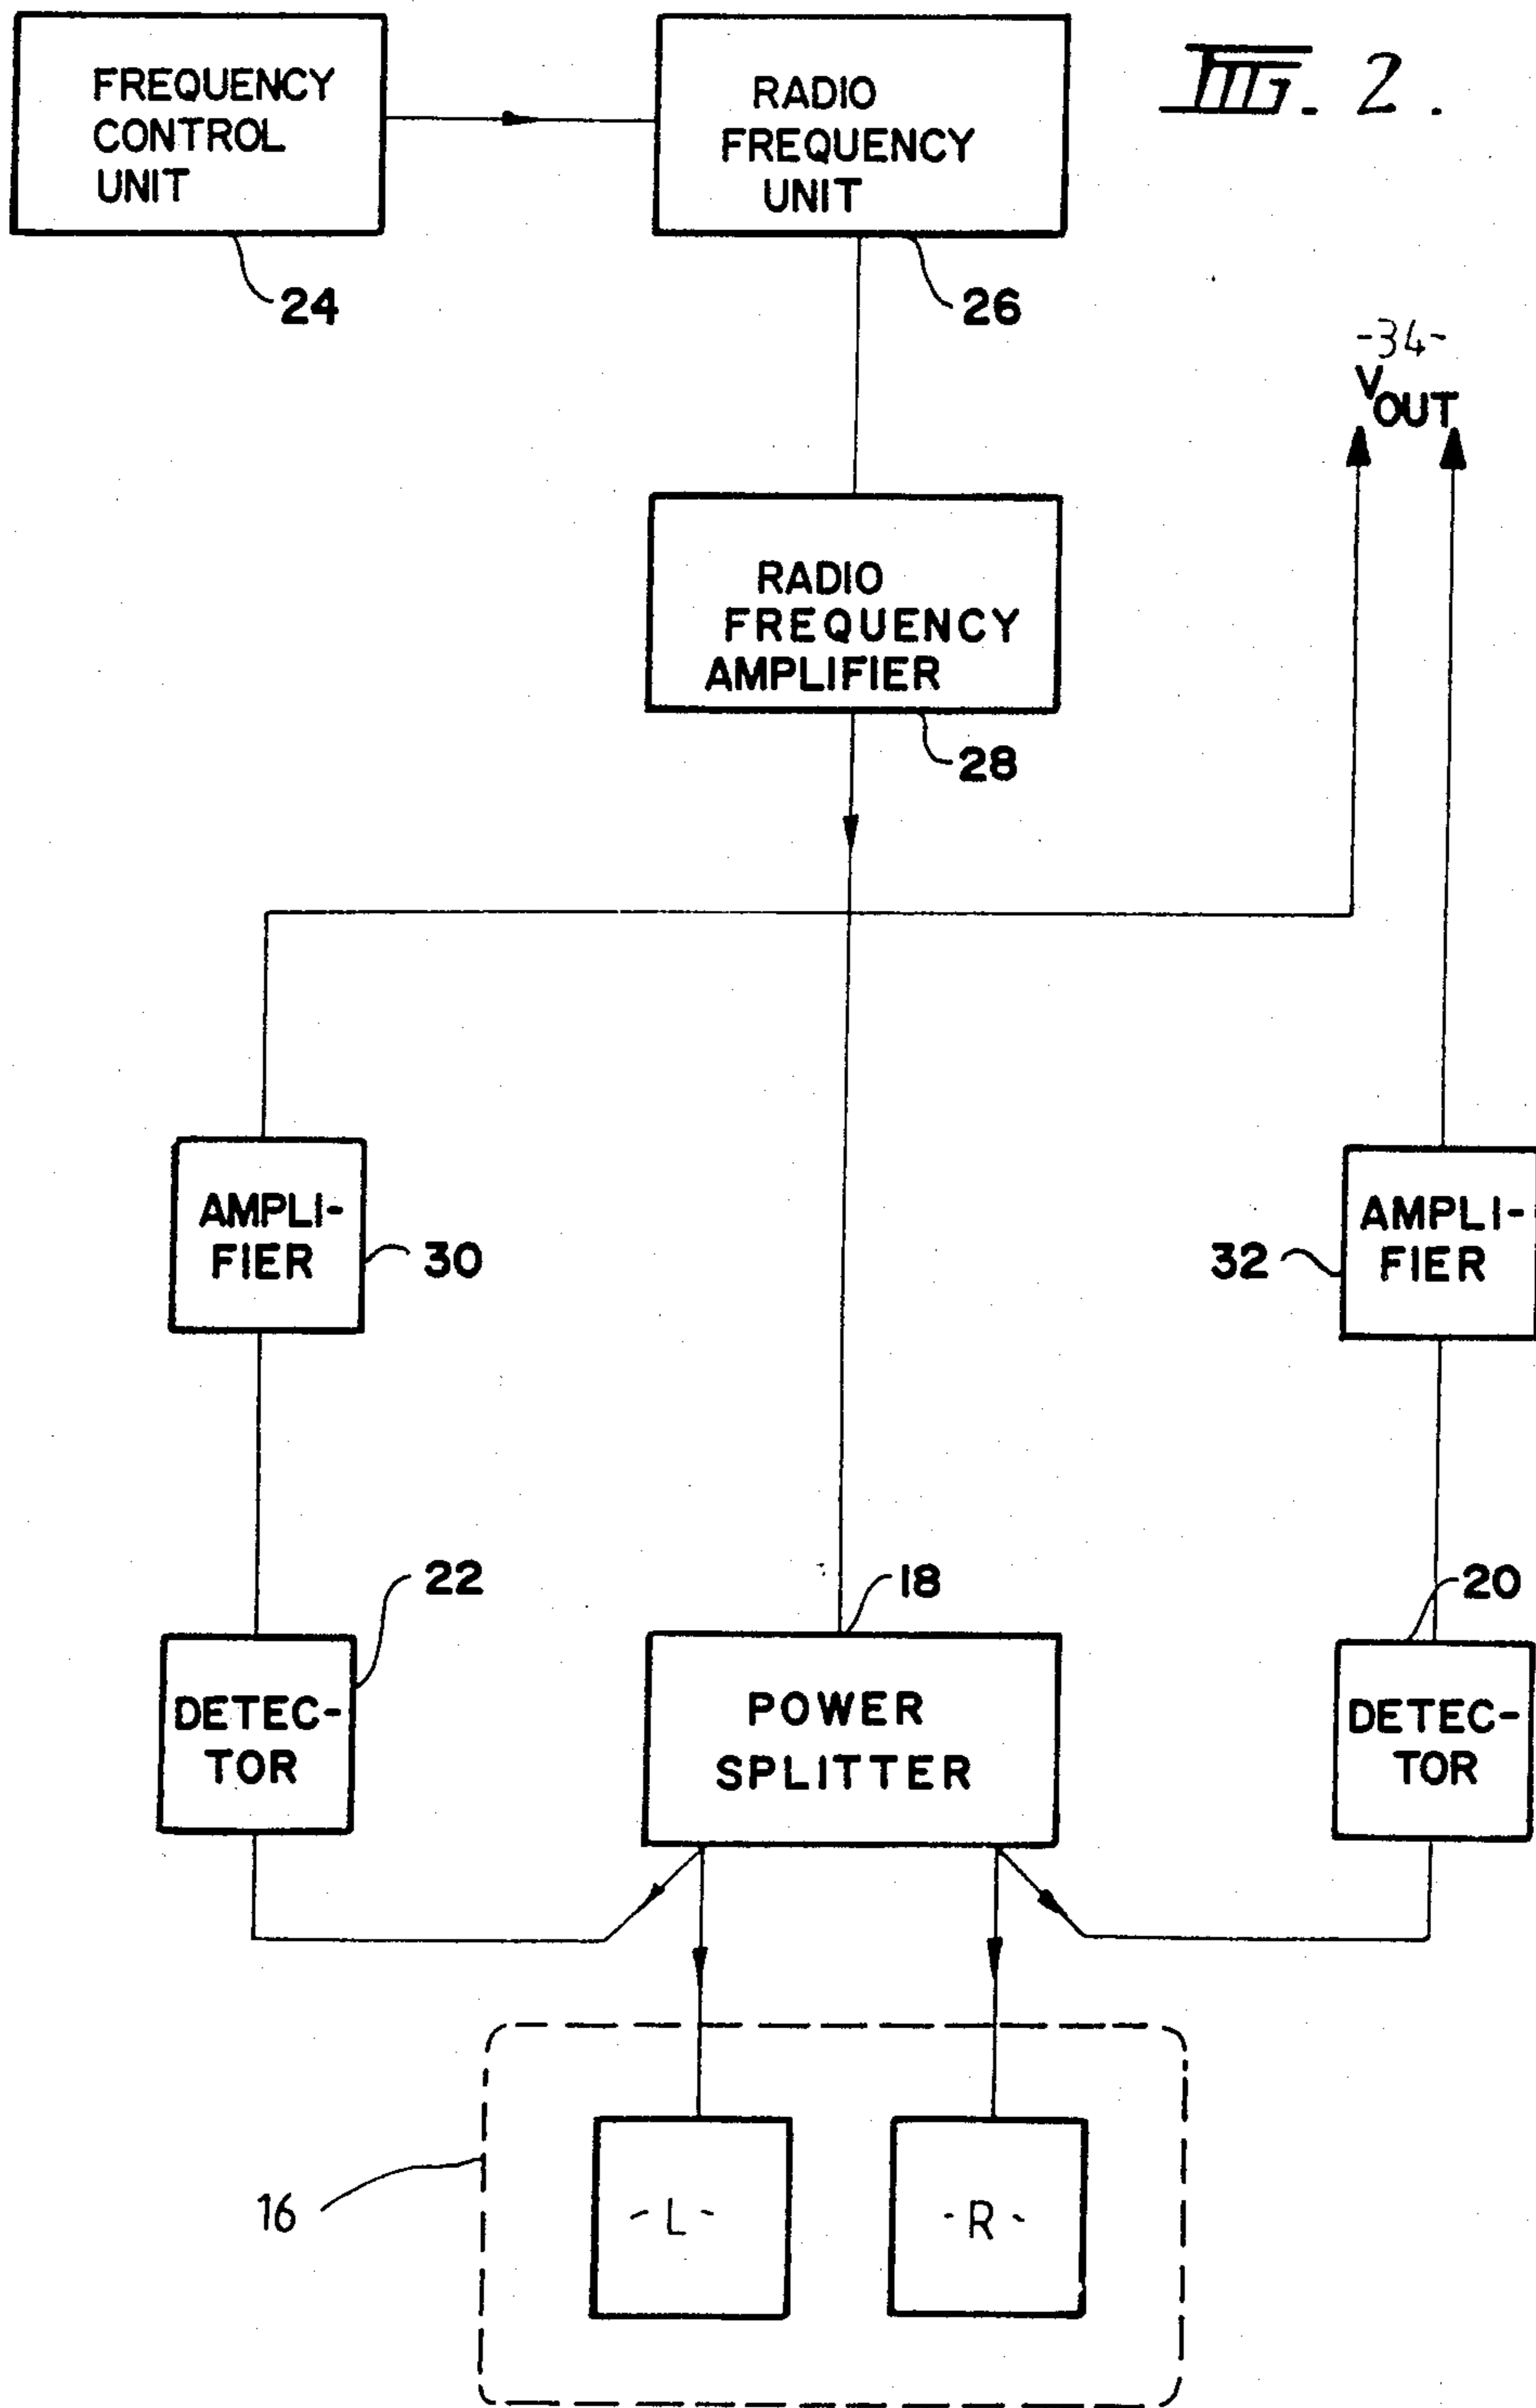 FREQUENCY
CONTROL
UNIT
24
RADIO
FREQUENCY
UNIT
26
FIG. 2.
-34-
VOUT
RADIO
FREQUENCY
AMPLIFIER
28
AMPLI-
FIER
30
32
AMPLI-
FIER
22
18
20
DETEC-
TOR
POWER
SPLITTER
DETEC-
TOR
16
-L-
-R-